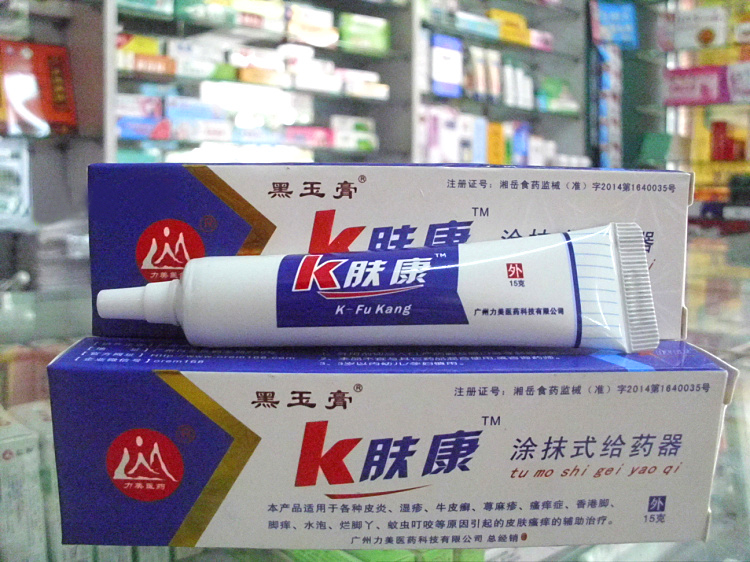 黑玉膏®
注册证号：湘岳食药监械（准）字2014第1640035号
K肤康™
涂抹式给药器
力美医药
K肤康™
K-Fu Kang
外
15克
广州力美医药科技有限公司
黑玉膏®
注册证号：湘岳食药监械（准）字2014第1640035号
K肤康™
涂抹式给药器
tu mo shi gei yao qi
力美医药
本产品适用于各种皮炎、湿疹、牛皮癣、荨麻疹、瘙痒症、香港脚、
脚痒、水泡、烂脚丫、蚊虫叮咬等原因引起的皮肤瘙痒的辅助治疗。
外
15克
广州力美医药科技有限公司 总经销